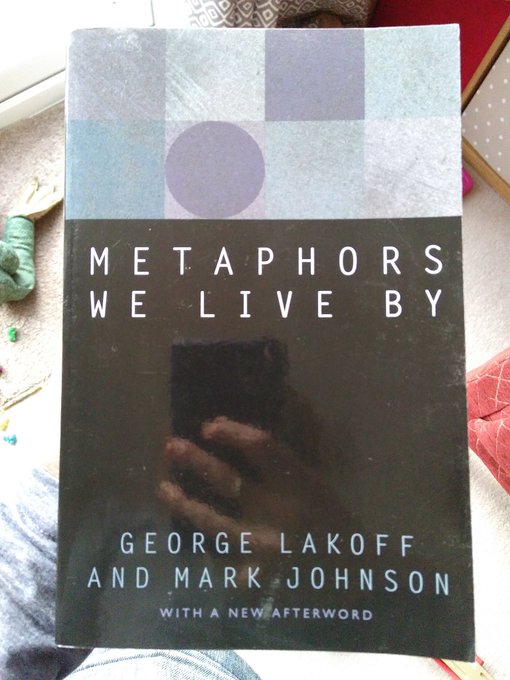 METAPHORS
WE LIVE BY
GEORGE LAKOFF
AND MARK JOHNSON
WITH A NEW AFTERWORD